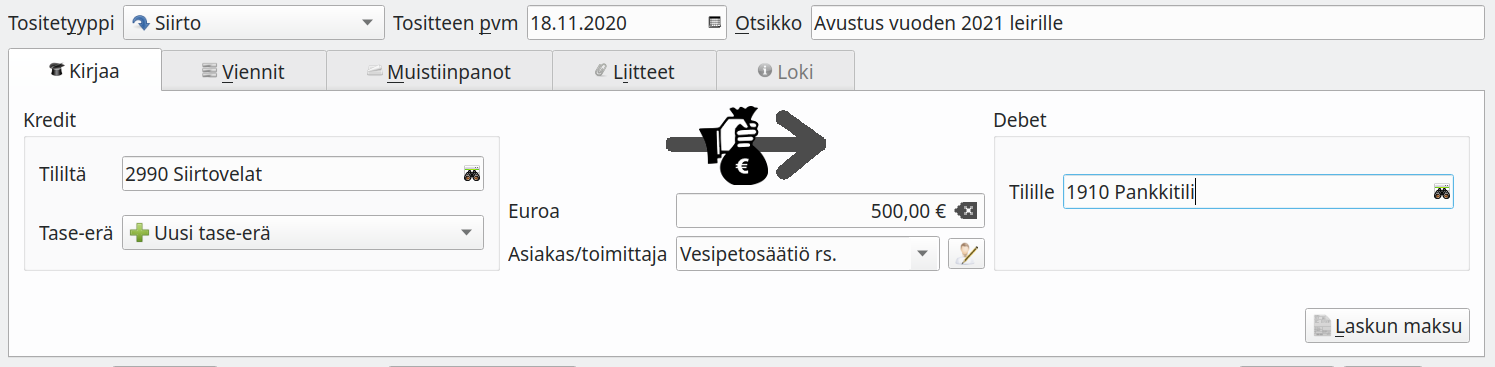 Tositetyyppi Siirto Tositteen pvm 18.11.2020 Otsikko Avustus vuoden 2021 leirille
Kirjaa Viennit Muistiinpanot Liitteet Loki
Kredit
Debet
Tililtä 2990 Siirtovelat
€
Tilille 1910 Pankkitili
Euroa 500,00 €
Tase-erä Uusi tase-erä
Asiakas/toimittaja Vesipetosäätiö rs.
Laskun maksu